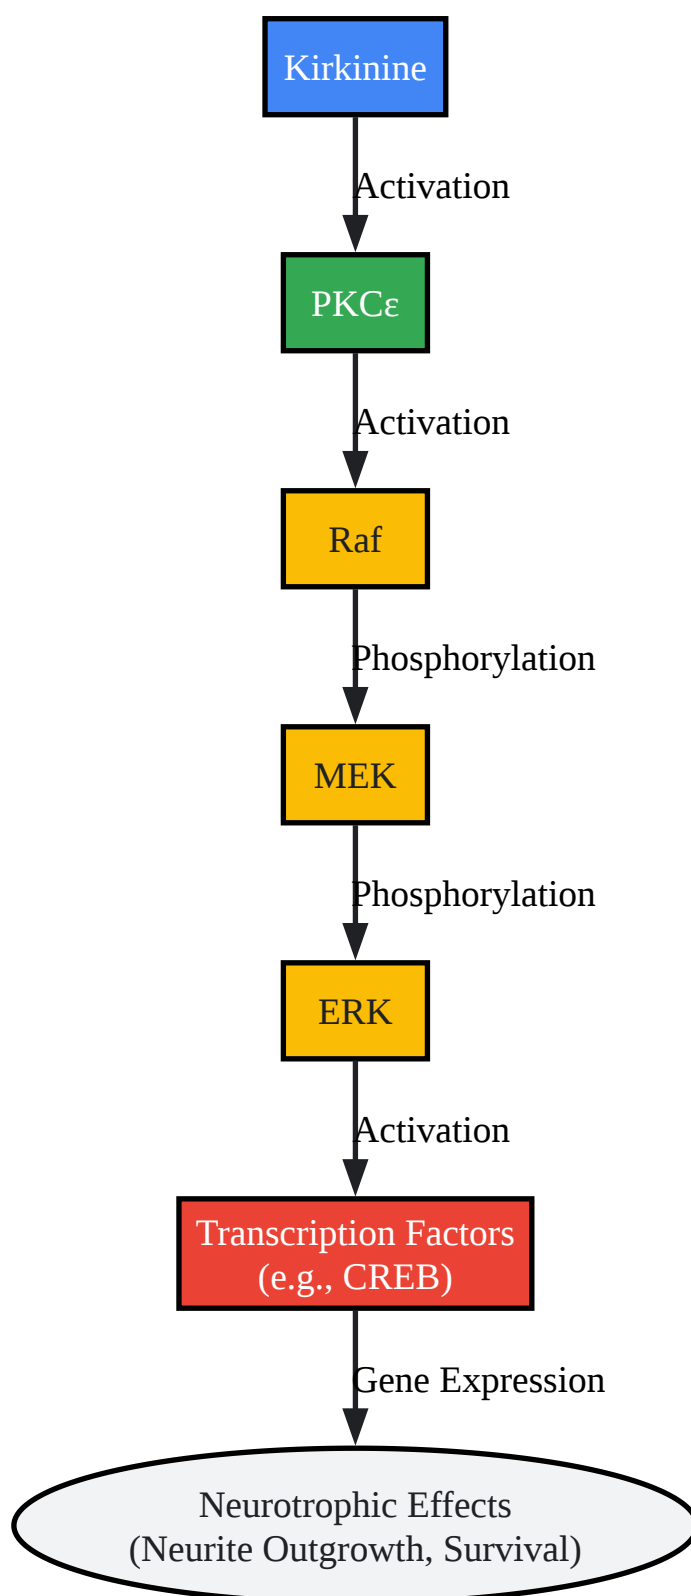 Kirkinine
Activation
PKCε
Activation
Raf
Phosphorylation
MEK
Phosphorylation
ERK
Activation
Transcription Factors
(e.g., CREB)
Gene Expression
Neurotrophic Effects
(Neurite Outgrowth, Survival)